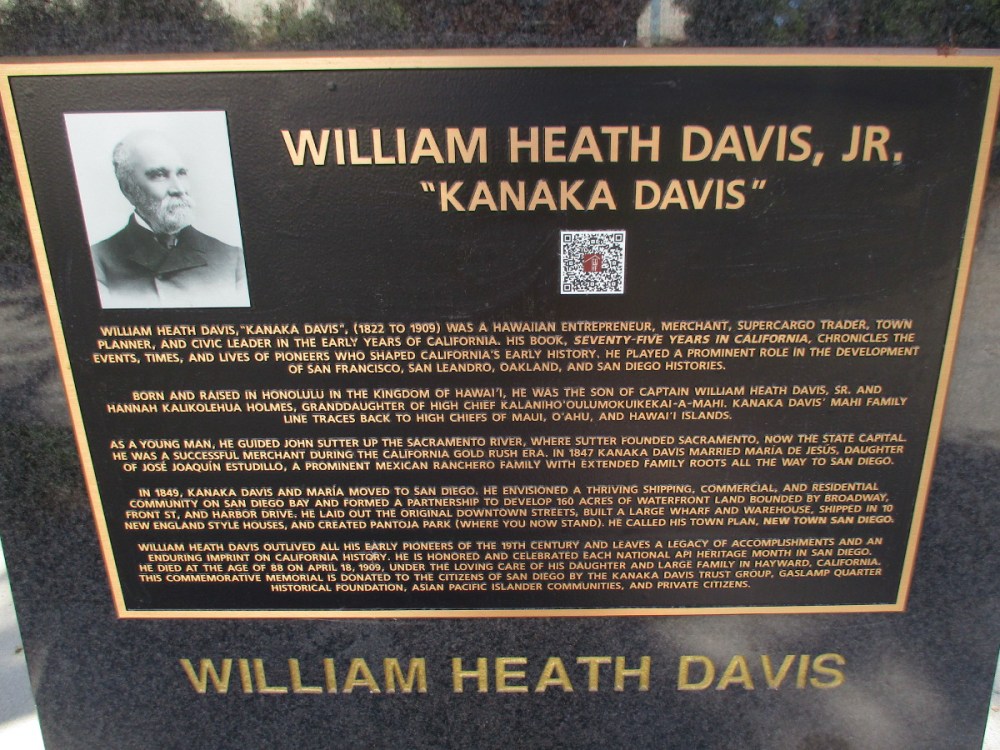 WILLIAM HEATH DAVIS, JR.
"KANAKA DAVIS"
WILLIAM HEATH DAVIS, "KANAKA DAVIS", (1822 TO 1909) WAS A HAWAIIAN ENTREPRENEUR, MERCHANT, SUPERCARGO TRADER, TOWN
PLANNER, AND CIVIC LEADER IN THE EARLY YEARS OF CALIFORNIA. HIS BOOK, SEVENTY-FIVE YEARS IN CALIFORNIA, CHRONICLES THE
EVENTS, TIMES, AND LIVES OF PIONEERS WHO SHAPED CALIFORNIA'S EARLY HISTORY. HE PLAYED A PROMINENT ROLE IN THE DEVELOPMENT
OF SAN FRANCISCO, SAN LEANDRO, OAKLAND, AND SAN DIEGO HISTORIES.
BORN AND RAISED IN HONOLULU IN THE KINGDOM OF HAWAI'I, HE WAS THE SON OF CAPTAIN WILLIAM HEATH DAVIS, SR. AND
HANNAH KALIKOLEHUA HOLMES, GRANDDAUGHTER OF HIGH CHIEF KALANIHO'OULUMOKUIKEKAI-A-MAHI. KANAKA DAVIS' MAHI FAMILY
LINE TRACES BACK TO HIGH CHIEFS OF MAUI, O'AHU, AND HAWAI'I ISLANDS.
AS A YOUNG MAN, HE GUIDED JOHN SUTTER UP THE SACRAMENTO RIVER, WHERE SUTTER FOUNDED SACRAMENTO, NOW THE STATE CAPITAL.
HE WAS A SUCCESSFUL MERCHANT DURING THE CALIFORNIA GOLD RUSH ERA. IN 1847 KANAKA DAVIS MARRIED MARÍA DE JESÚS, DAUGHTER
OF JOSÉ JOAQUÍN ESTUDILLO, A PROMINENT MEXICAN RANCHERO FAMILY WITH EXTENDED FAMILY ROOTS ALL THE WAY TO SAN DIEGO.
IN 1849, KANAKA DAVIS AND MARÍA MOVED TO SAN DIEGO. HE ENVISIONED A THRIVING SHIPPING, COMMERCIAL, AND RESIDENTIAL
COMMUNITY ON SAN DIEGO BAY AND FORMED A PARTNERSHIP TO DEVELOP 160 ACRES OF WATERFRONT LAND BOUNDED BY BROADWAY,
FRONT ST, AND HARBOR DRIVE. HE LAID OUT THE ORIGINAL DOWNTOWN STREETS, BUILT A LARGE WHARF AND WAREHOUSE, SHIPPED IN 10
NEW ENGLAND STYLE HOUSES, AND CREATED PANTOJA PARK (WHERE YOU NOW STAND). HE CALLED HIS TOWN PLAN, NEW TOWN SAN DIEGO.
WILLIAM HEATH DAVIS OUTLIVED ALL HIS EARLY PIONEERS OF THE 19TH CENTURY AND LEAVES A LEGACY OF ACCOMPLISHMENTS AND AN
ENDURING IMPRINT ON CALIFORNIA HISTORY. HE IS HONORED AND CELEBRATED EACH NATIONAL API HERITAGE MONTH IN SAN DIEGO.
HE DIED AT THE AGE OF 88 ON APRIL 18, 1909, UNDER THE LOVING CARE OF HIS DAUGHTER AND LARGE FAMILY IN HAYWARD, CALIFORNIA.
THIS COMMEMORATIVE MEMORIAL IS DONATED TO THE CITIZENS OF SAN DIEGO BY THE KANAKA DAVIS TRUST GROUP, GASLAMP QUARTER
HISTORICAL FOUNDATION, ASIAN PACIFIC ISLANDER COMMUNITIES, AND PRIVATE CITIZENS.
WILLIAM HEATH DAVIS